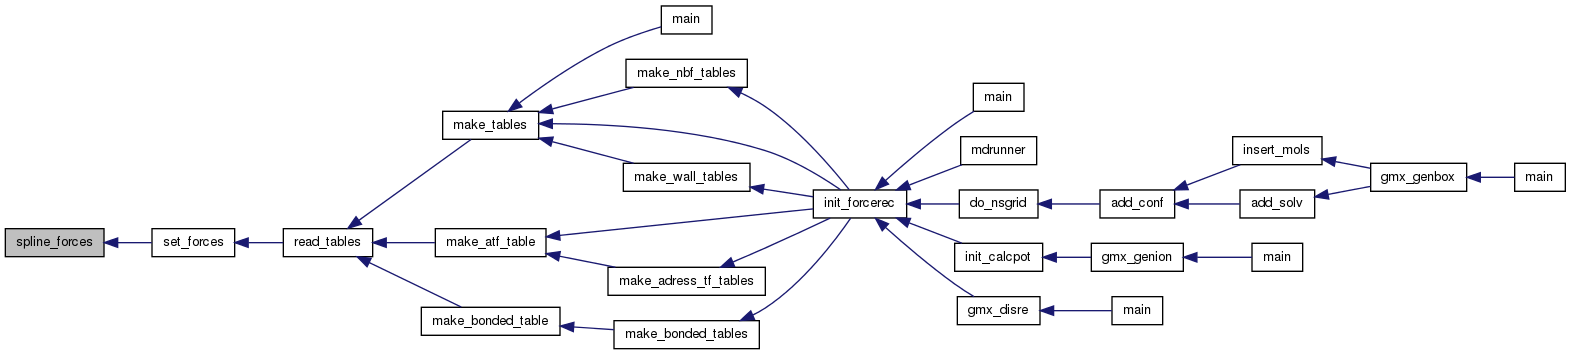 main
make_nbf_tables
main
make_tables
mdrunner
insert_mols
make_wall_tables
gmx_genbox
main
init_forcerec
do_nsgrid
add_conf
add_solv
spline_forces
set_forces
read_tables
make_atf_table
init_calcpot
gmx_genion
main
make_adress_tf_tables
gmx_disre
main
make_bonded_table
make_bonded_tables